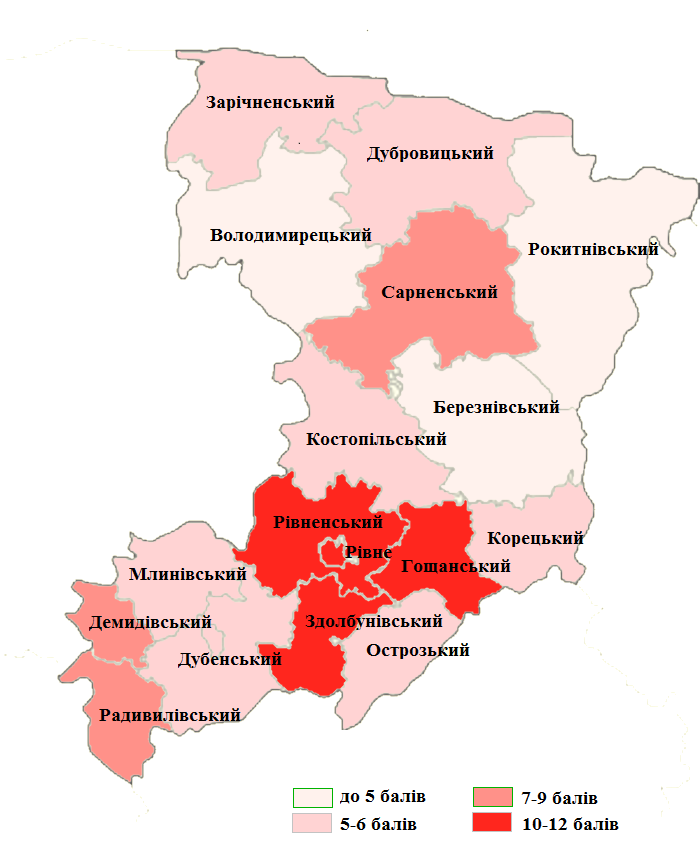 Зарічненський
Дубровицький
Володимирецький
Рокитнівський
Сарненський
Березнівський
Костопільський
Рівненський
Корецький
Рівне
Гощанський
Млинівський
Демидівський
Здолбунівський
Острозький
Дубенський
Радивилівський
до 5 балів
7-9 балів
5-6 балів
10-12 балів